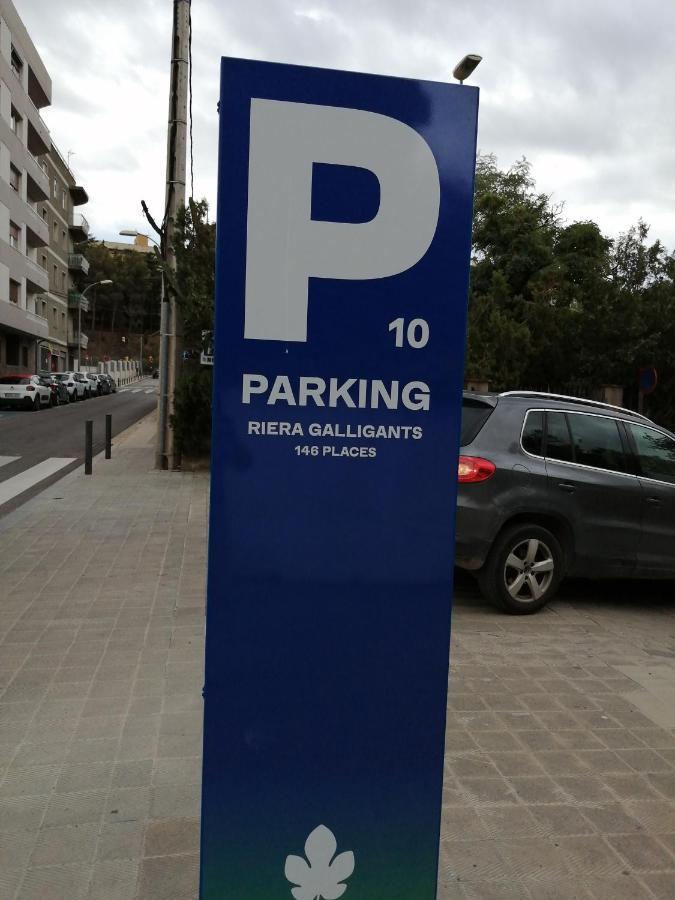 P
10
PARKING
RIERA GALLIGANTS
146 PLACES